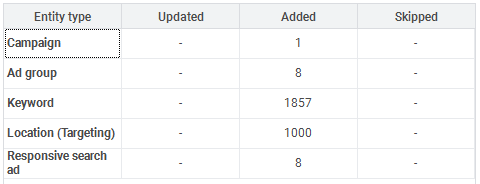 Entity type Updated Added Skipped
Campaign - 1 -
Ad group - 8 -
Keyword - 1857 -
Location (Targeting) - 1000 -
Responsive search
ad - 8 -